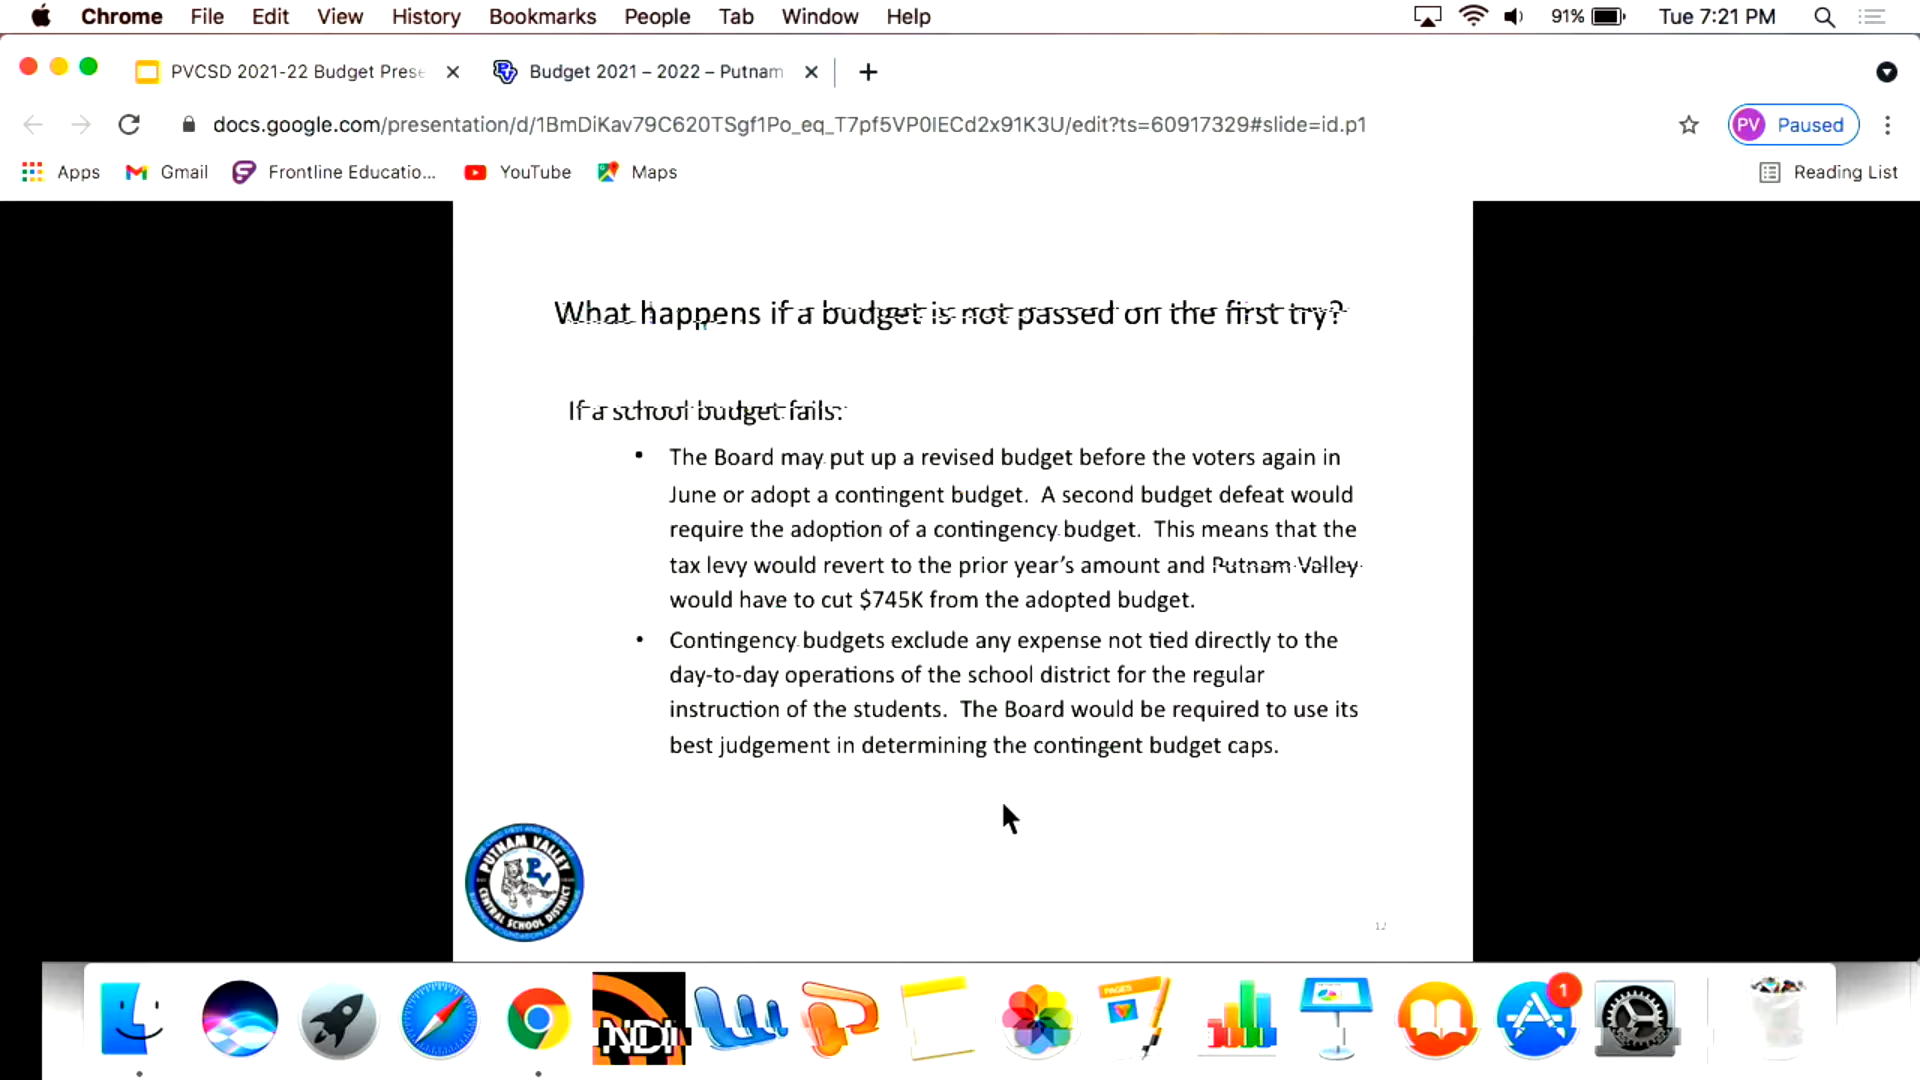 Chrome File Edit View History Bookmarks People Tab Window Help 91% Tue 7:21 PM
PVCSD 2021-22 Budget Prese Budget 2021 – 2022 – Putnam
docs.google.com/presentation/d/1BmDiKav79C620TSgf1Po_eq_T7pf5VP0IECd2x91K3U/edit?ts=60917329#slide=id.p1 PV Paused
Apps Gmail Frontline Educatio... YouTube Maps Reading List
What happens if a budget is not passed on the first try?
If a school budget fails:
• The Board may put up a revised budget before the voters again in
June or adopt a contingent budget. A second budget defeat would
require the adoption of a contingency budget. This means that the
tax levy would revert to the prior year’s amount and Putnam Valley
would have to cut $745K from the adopted budget.
• Contingency budgets exclude any expense not tied directly to the
day-to-day operations of the school district for the regular
instruction of the students. The Board would be required to use its
best judgement in determining the contingent budget caps.
PUTNAM VALLEY
PV
CENTRAL SCHOOL DISTRICT
12
NDI
PAGES
1